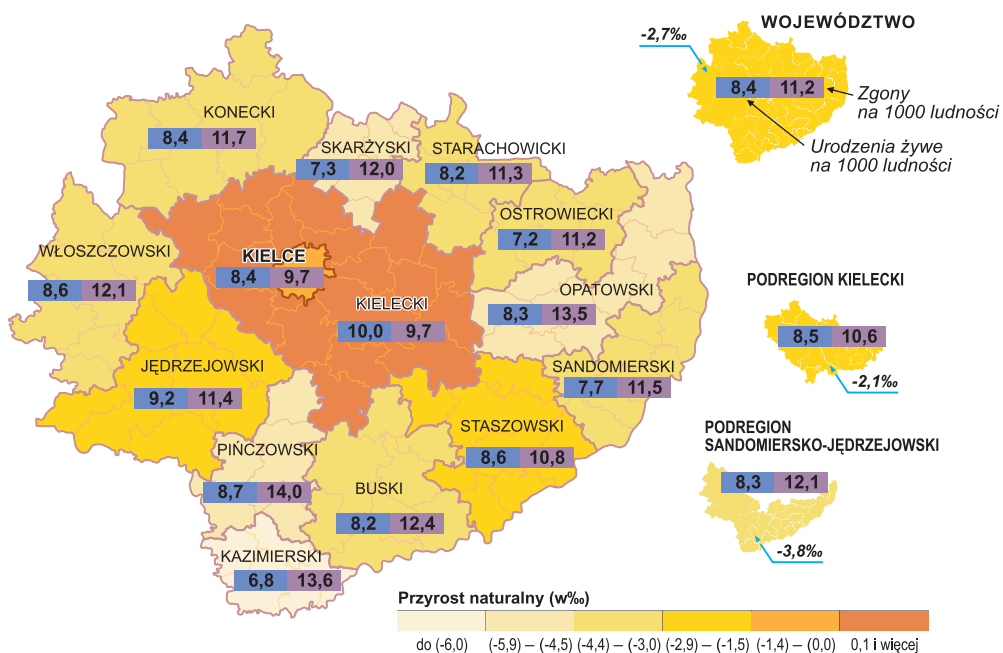 WOJEWÓDZTWO
-2,7‰
8,4 11,2
Zgony
na 1000 ludności
Urodzenia żywe
na 1000 ludności
KONECKI
8,4 11,7
SKARŻYSKI
7,3 12,0
STARACHOWICKI
8,2 11,3
OSTROWIECKI
7,2 11,2
WŁOSZCZOWSKI
8,6 12,1
KIELCE
8,4 9,7
KIELECKI
10,0 9,7
OPATOWSKI
8,3 13,5
PODREGION KIELECKI
8,5 10,6
-2,1‰
JĘDRZEJOWSKI
9,2 11,4
SANDOMIERSKI
7,7 11,5
STASZOWSKI
8,6 10,8
PODREGION
SANDOMIERSKO-JĘDRZEJOWSKI
8,3 12,1
-3,8‰
PIŃCZOWSKI
8,7 14,0
BUSKI
8,2 12,4
KAZIMIERSKI
6,8 13,6
Przyrost naturalny (w‰)
do (-6,0) (-5,9) – (-4,5) (-4,4) – (-3,0) (-2,9) – (-1,5) (-1,4) – (0,0) 0,1 i więcej